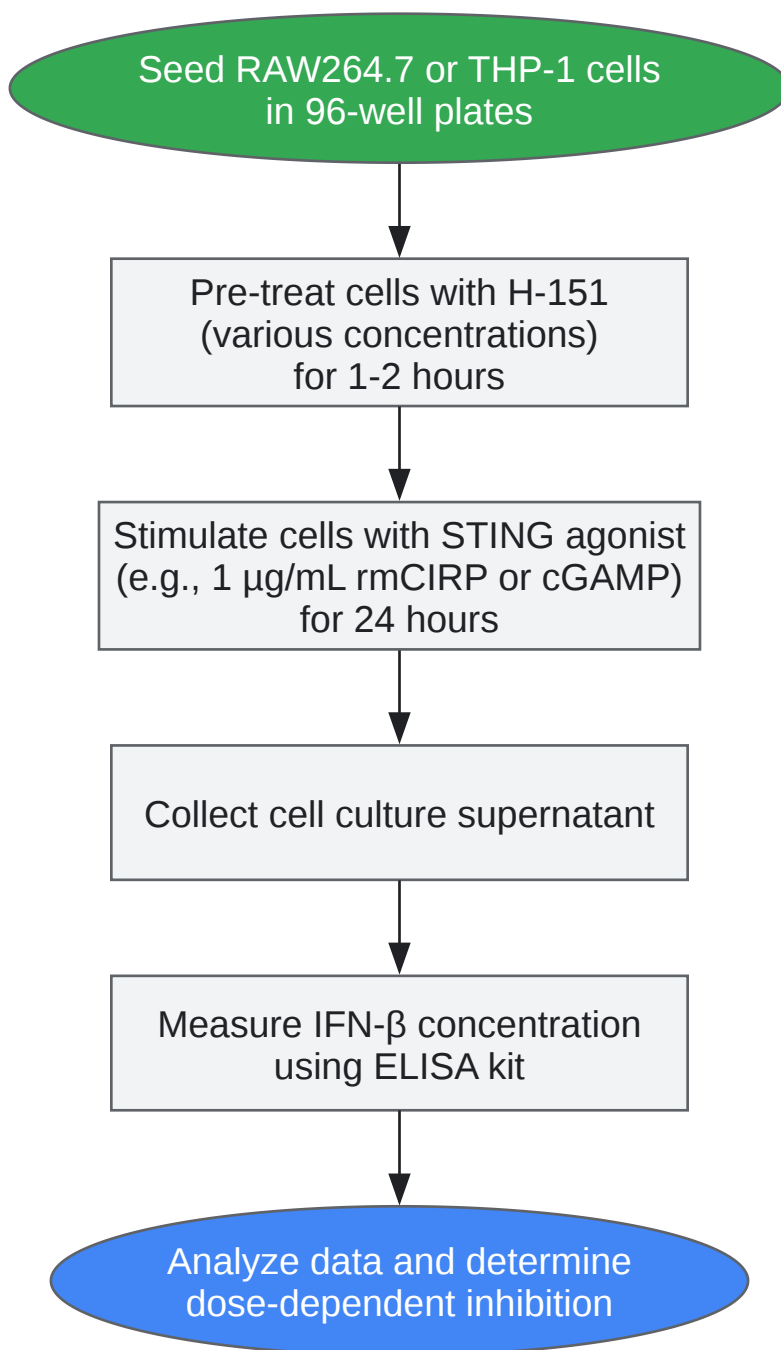 Seed RAW264.7 or THP-1 cells
in 96-well plates
Pre-treat cells with H-151
(various concentrations)
for 1-2 hours
Stimulate cells with STING agonist
(e.g., 1 µg/mL rmCIRP or cGAMP)
for 24 hours
Collect cell culture supernatant
Measure IFN-β concentration
using ELISA kit
Analyze data and determine
dose-dependent inhibition